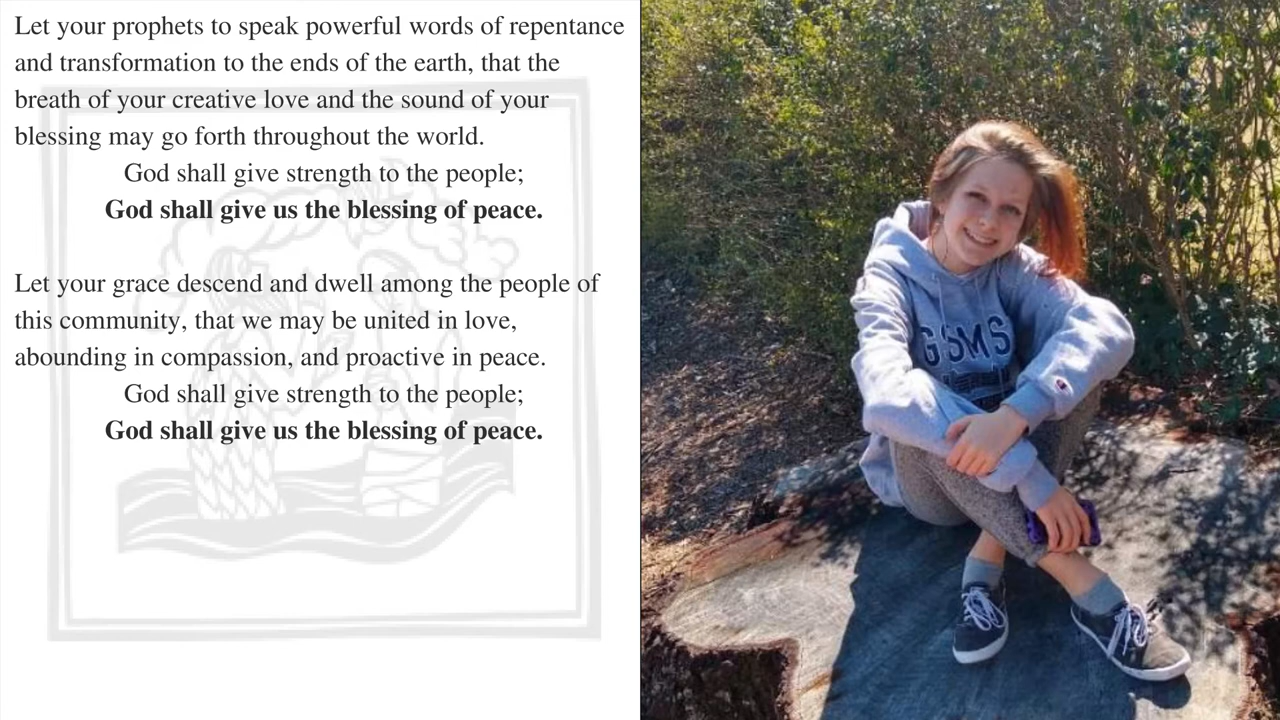 Let your prophets to speak powerful words of repentance
and transformation to the ends of the earth, that the
breath of your creative love and the sound of your
blessing may go forth throughout the world.
God shall give strength to the people;
God shall give us the blessing of peace.
Let your grace descend and dwell among the people of
this community, that we may be united in love,
abounding in compassion, and proactive in peace.
God shall give strength to the people;
God shall give us the blessing of peace.
GSMS